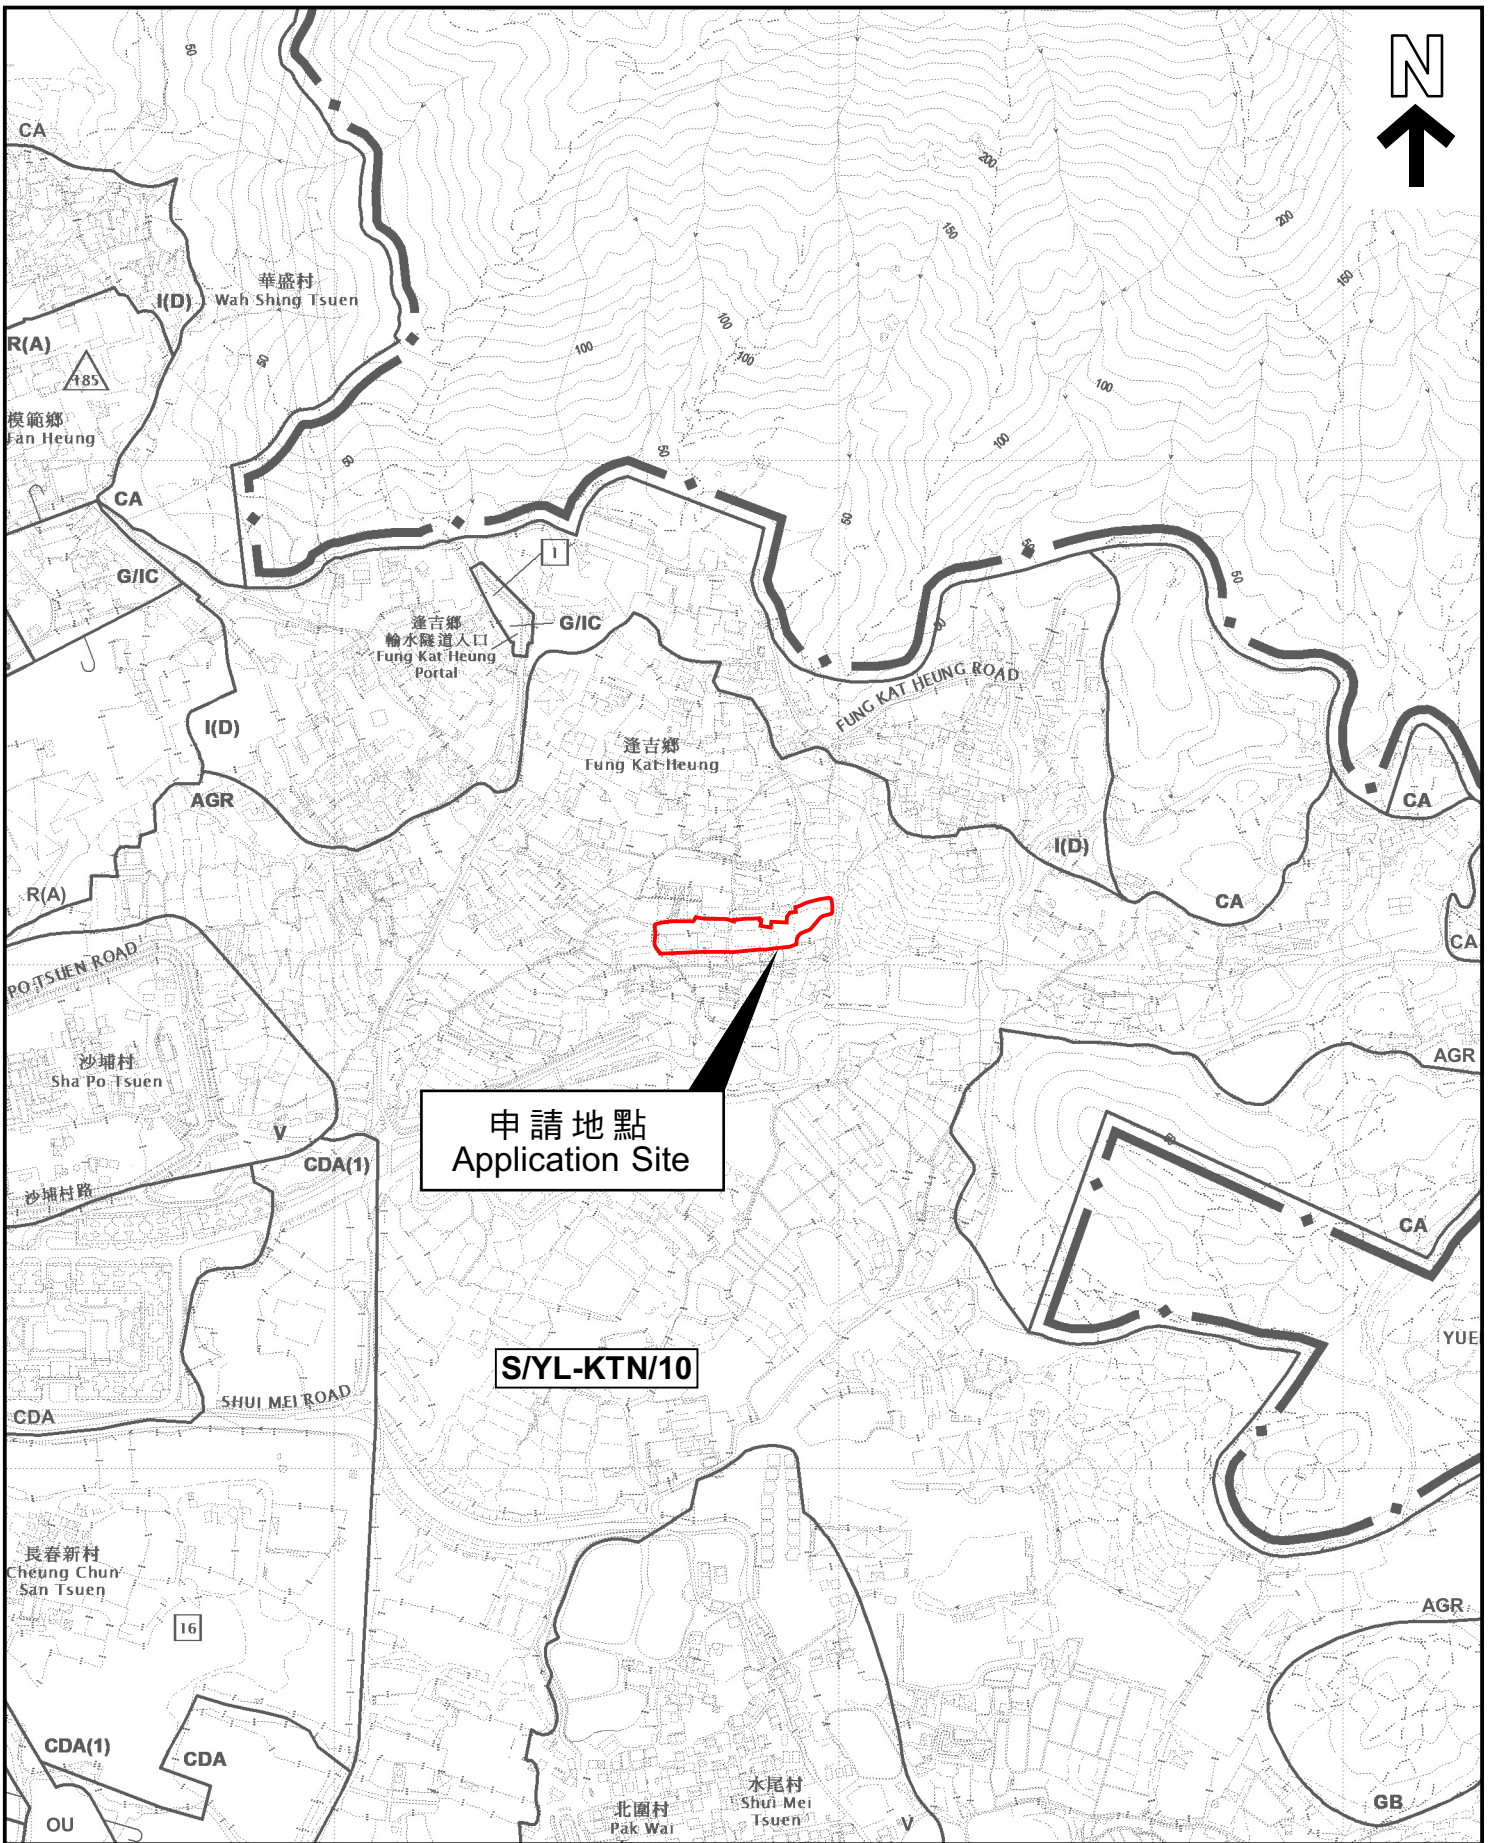 N
50
CA
200
200
150
150
華盛村
Wah Shing Tsuen
I(D)
R(A)
185
100
100
100
100
50
模範鄉
Fan Heung
50
50
100
CA
50
50
1
G/IC
50
逢吉鄉
輸水隧道入口
Fung Kat Heung
Portal
G/IC
50
FUNG KAT HEUNG ROAD
I(D)
逢吉鄉
Fung Kat Heung
AGR
CA
I(D)
R(A)
CA
CA
PO TSUEN ROAD
沙埔村
Sha Po Tsuen
AGR
申請地點
Application Site
V
50
CDA(1)
沙埔村路
CA
YUE
S/YL-KTN/10
SHUI MEI ROAD
CDA
長春新村
Cheung Chun
San Tsuen
16
AGR
CDA(1)
CDA
水尾村
Shui Mei
Tsuen
北圍村
Pak Wai
GB
OU
V